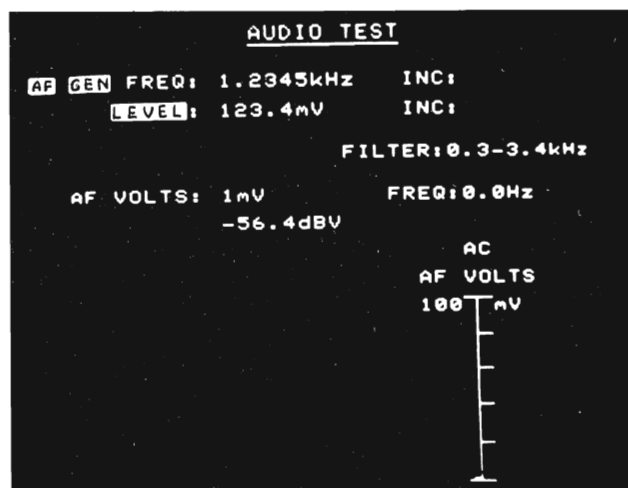 AUDIO TEST
AF GEN FREQ: 1.2345kHz INC:
LEVEL: 123.4mV INC:
FILTER:0.3-3.4kHz
AF VOLTS: 1mV FREQ:0.0Hz
-56.4dBV
AC
AF VOLTS
100 mV